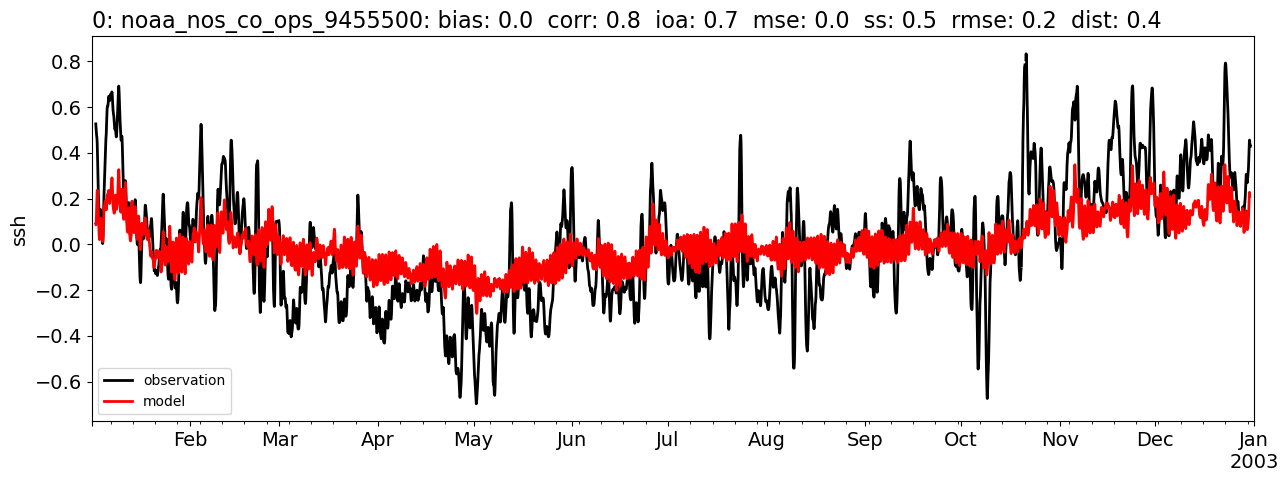 0: noaa_nos_co_ops_9455500: bias: 0.0  corr: 0.8  ioa: 0.7  mse: 0.0  ss: 0.5  rmse: 0.2  dist: 0.4
0.8
0.6
0.4
0.2
0.0
−0.2
−0.4
−0.6
ssh
observation
model
Feb Mar Apr May Jun Jul Aug Sep Oct Nov Dec Jan
2003